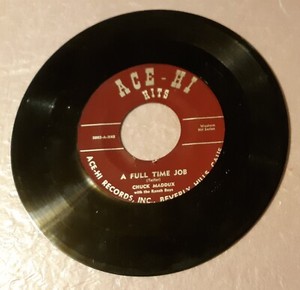 ACE-HI
HITS
A FULL TIME JOB
CHUCK MADDUX
with the Ranch Boys
ACE-HI RECORDS, INC., BEVERLY HILLS, CALIF.